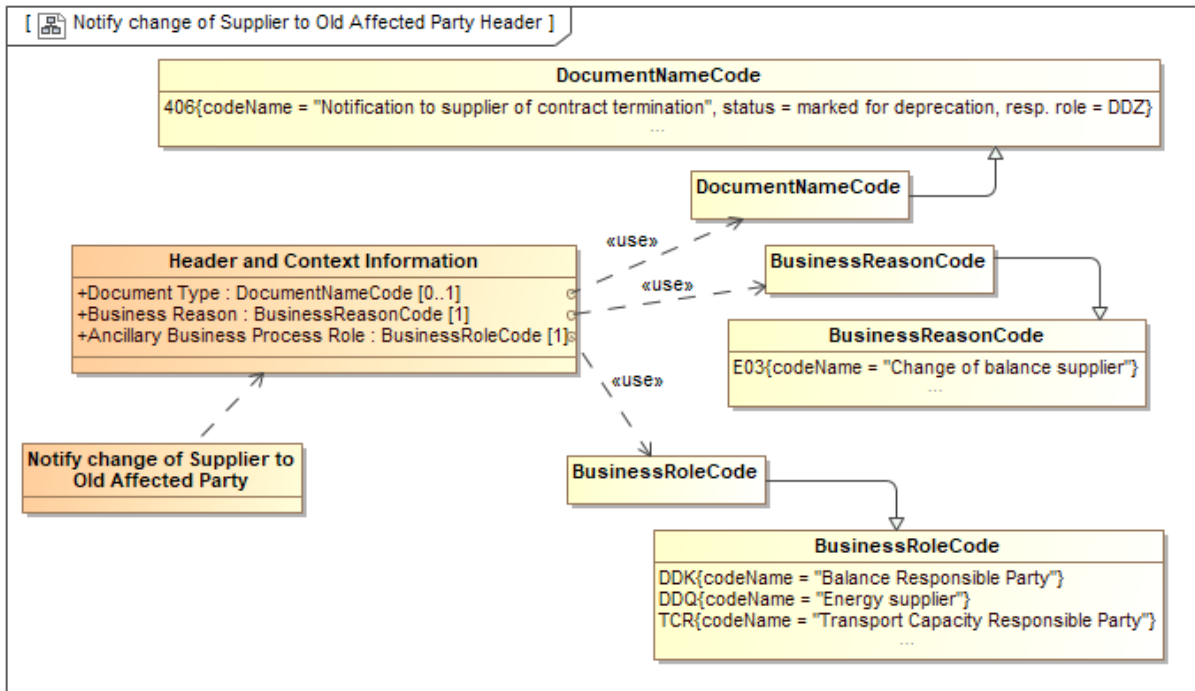 [ Notify change of Supplier to Old Affected Party Header ]
DocumentNameCode
406{codeName = "Notification to supplier of contract termination", status = marked for deprecation, resp. role = DDZ}
...
DocumentNameCode
«use»
Header and Context Information
+Document Type : DocumentNameCode [0..1]
+Business Reason : BusinessReasonCode [1]
+Ancillary Business Process Role : BusinessRoleCode [1]
«use»
BusinessReasonCode
BusinessReasonCode
E03{codeName = "Change of balance supplier"}
...
«use»
Notify change of Supplier to
Old Affected Party
BusinessRoleCode
BusinessRoleCode
DDK{codeName = "Balance Responsible Party"}
DDQ{codeName = "Energy supplier"}
TCR{codeName = "Transport Capacity Responsible Party"}
...